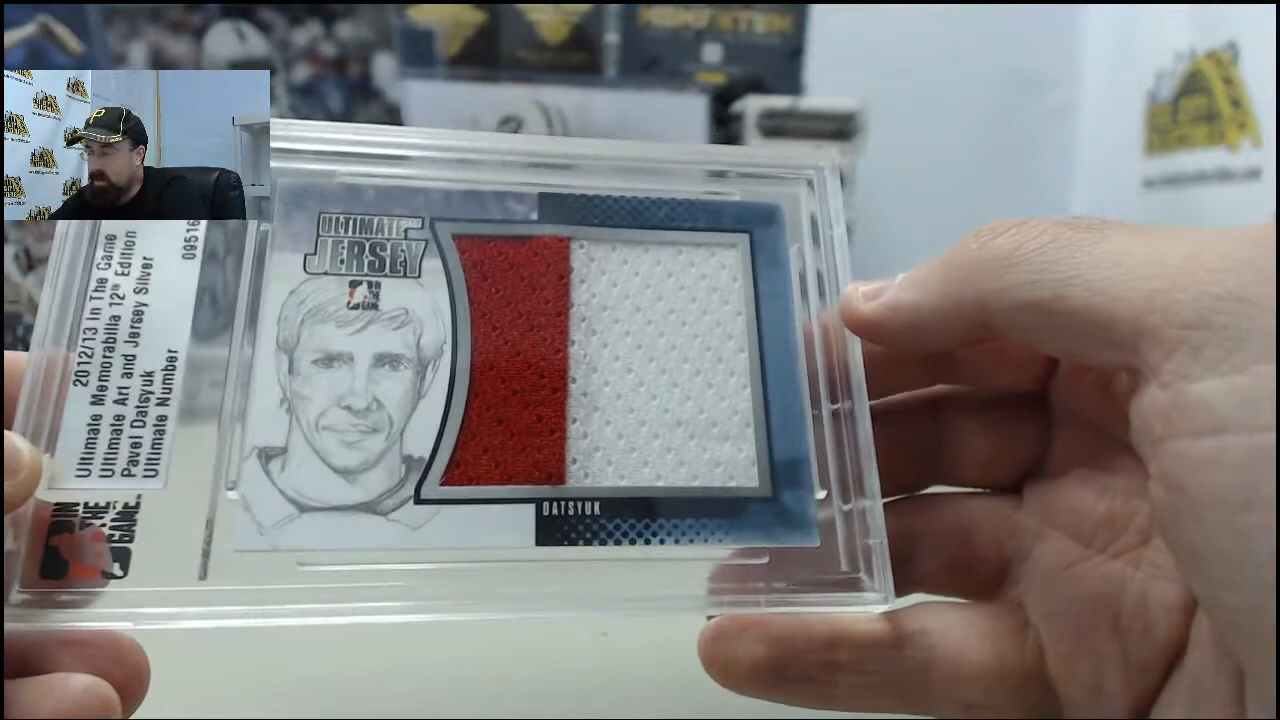 ULTIMATE
JERSEY
IN
THE
GAME
DATSYUK
2012/13 In The Game
Ultimate Memorabilia 12th Edition
Ultimate Art and Jersey Silver
Pavel Datsyuk
Ultimate Number
09516
IN
THE
GAME
P